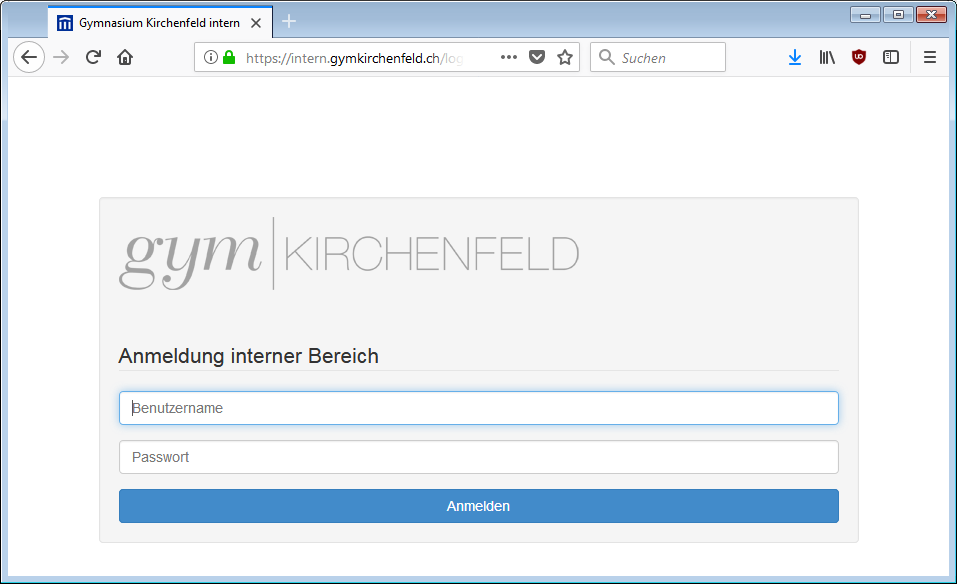 Gymnasium Kirchenfeld intern
https://intern.gymkirchenfeld.ch/log
Suchen
gym KIRCHENFELD
Anmeldung interner Bereich
Benutzername
Passwort
Anmelden